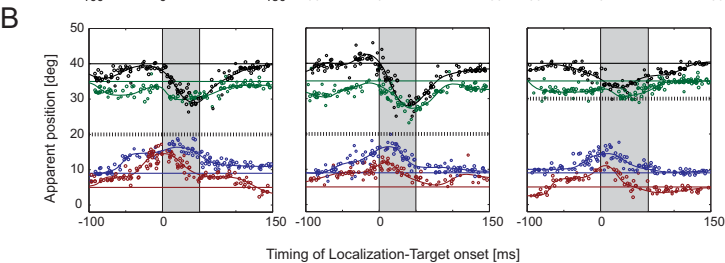 B
50
40
30
20
10
0
Apparent position [deg]
-100 0 150 -100 0 150 -100 0 150
Timing of Localization-Target onset [ms]